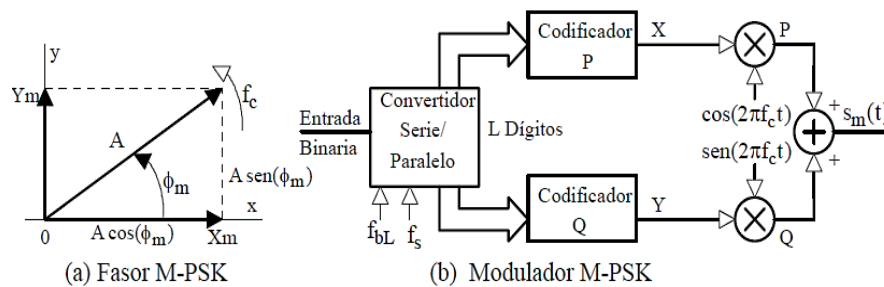 y
Ym
f_c
A
ϕ_m
A sen(ϕ_m)
x
0
A cos(ϕ_m)
Xm
(a) Fasor M-PSK
Entrada
Binaria
Convertidor
Serie/
Paralelo
L Dígitos
f_bL
f_s
Codificador
P
X
P
cos(2πf_ct)
+
s_m(t)
sen(2πf_ct)
+
Codificador
Q
Y
Q
(b) Modulador M-PSK